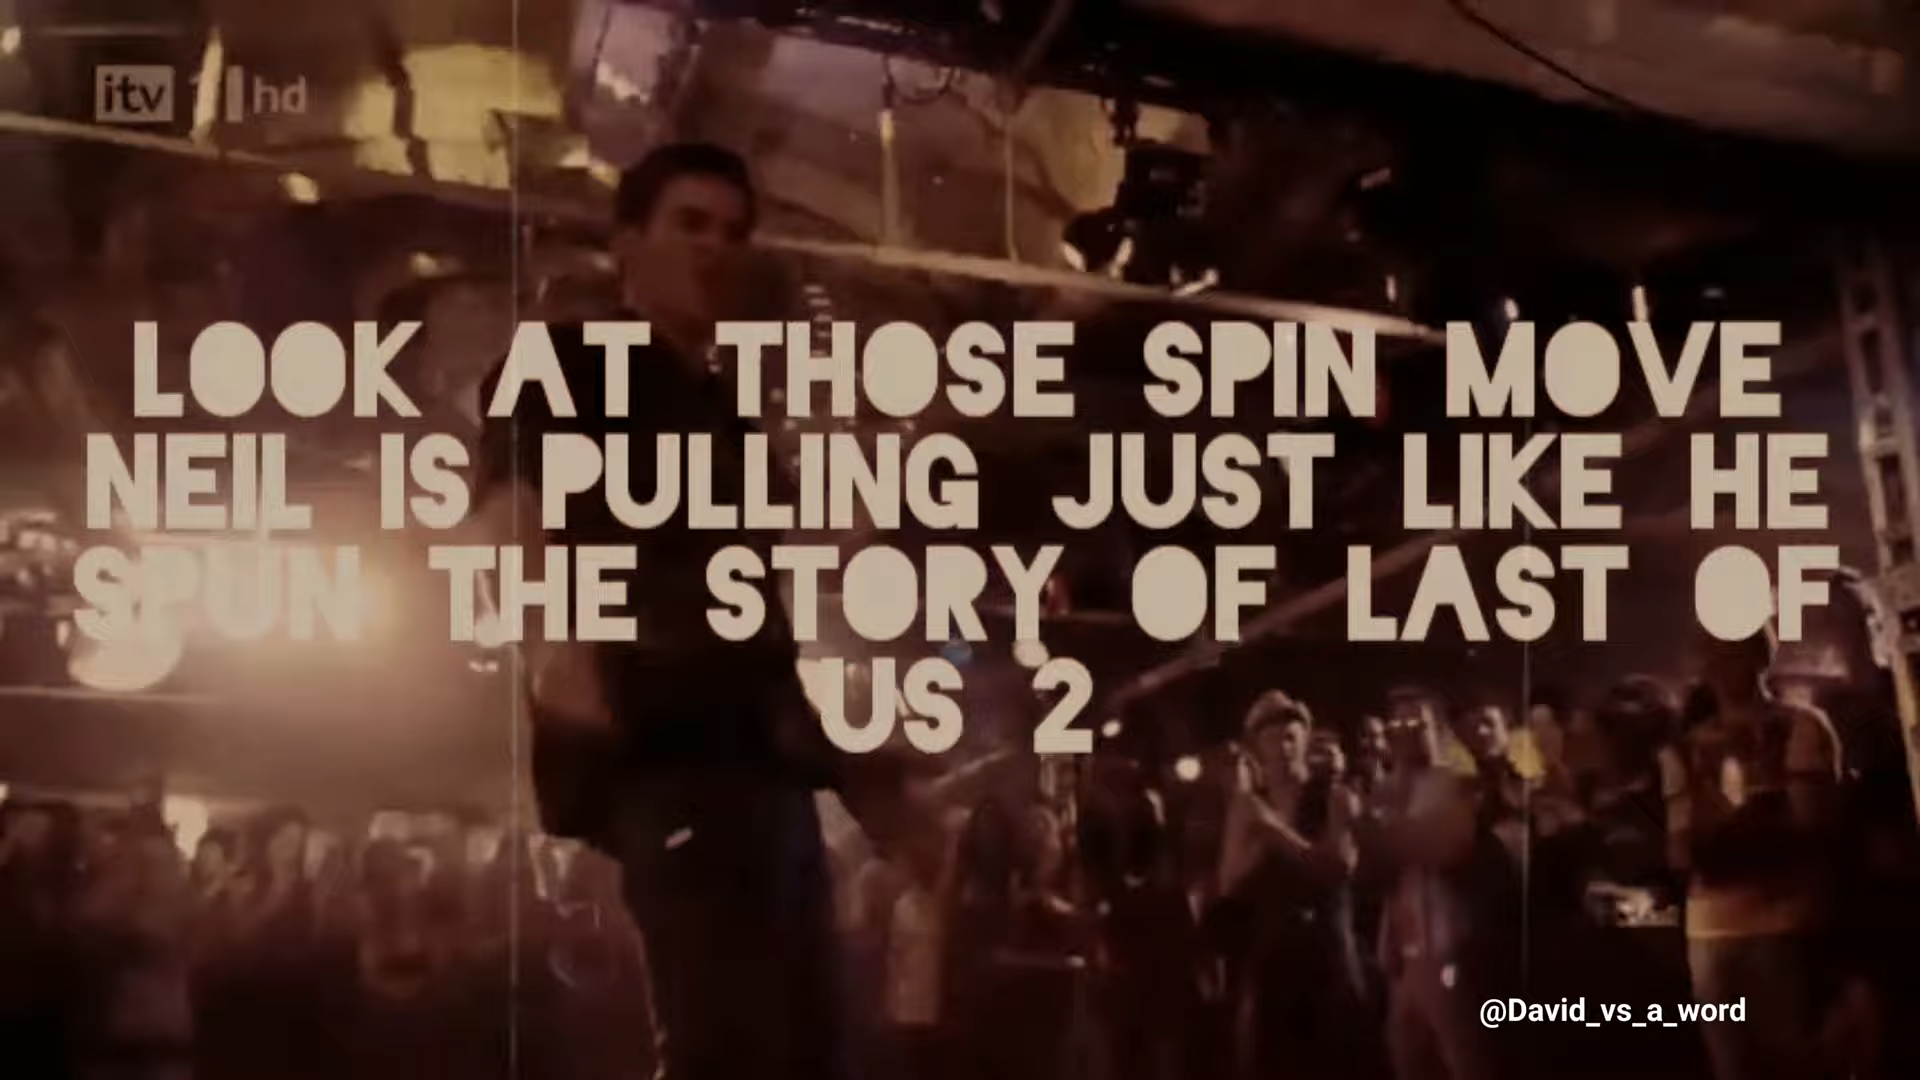 itv 1 hd
LOOK AT THOSE SPIN MOVE
NEIL IS PULLING JUST LIKE HE
SPUN THE STORY OF LAST OF
US 2
@David_vs_a_word